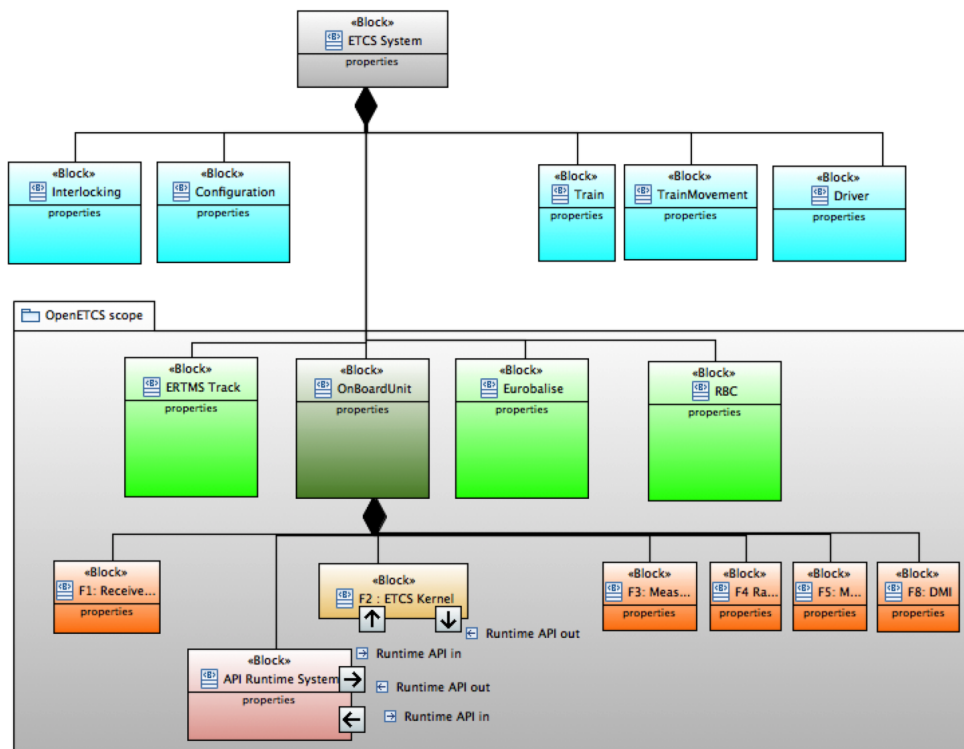 «Block»
ETCS System
properties
«Block»
Interlocking
properties
«Block»
Configuration
properties
«Block»
Train
properties
«Block»
TrainMovement
properties
«Block»
Driver
properties
OpenETCS scope
«Block»
ERTMS Track
properties
«Block»
OnBoardUnit
properties
«Block»
Eurobalise
properties
«Block»
RBC
properties
«Block»
F1: Receive...
properties
«Block»
F2 : ETCS Kernel
«Block»
F3: Meas...
properties
«Block»
F4 Ra...
properties
«Block»
F5: M...
properties
«Block»
F8: DMI
properties
Runtime API out
Runtime API in
«Block»
API Runtime System
properties
Runtime API out
Runtime API in